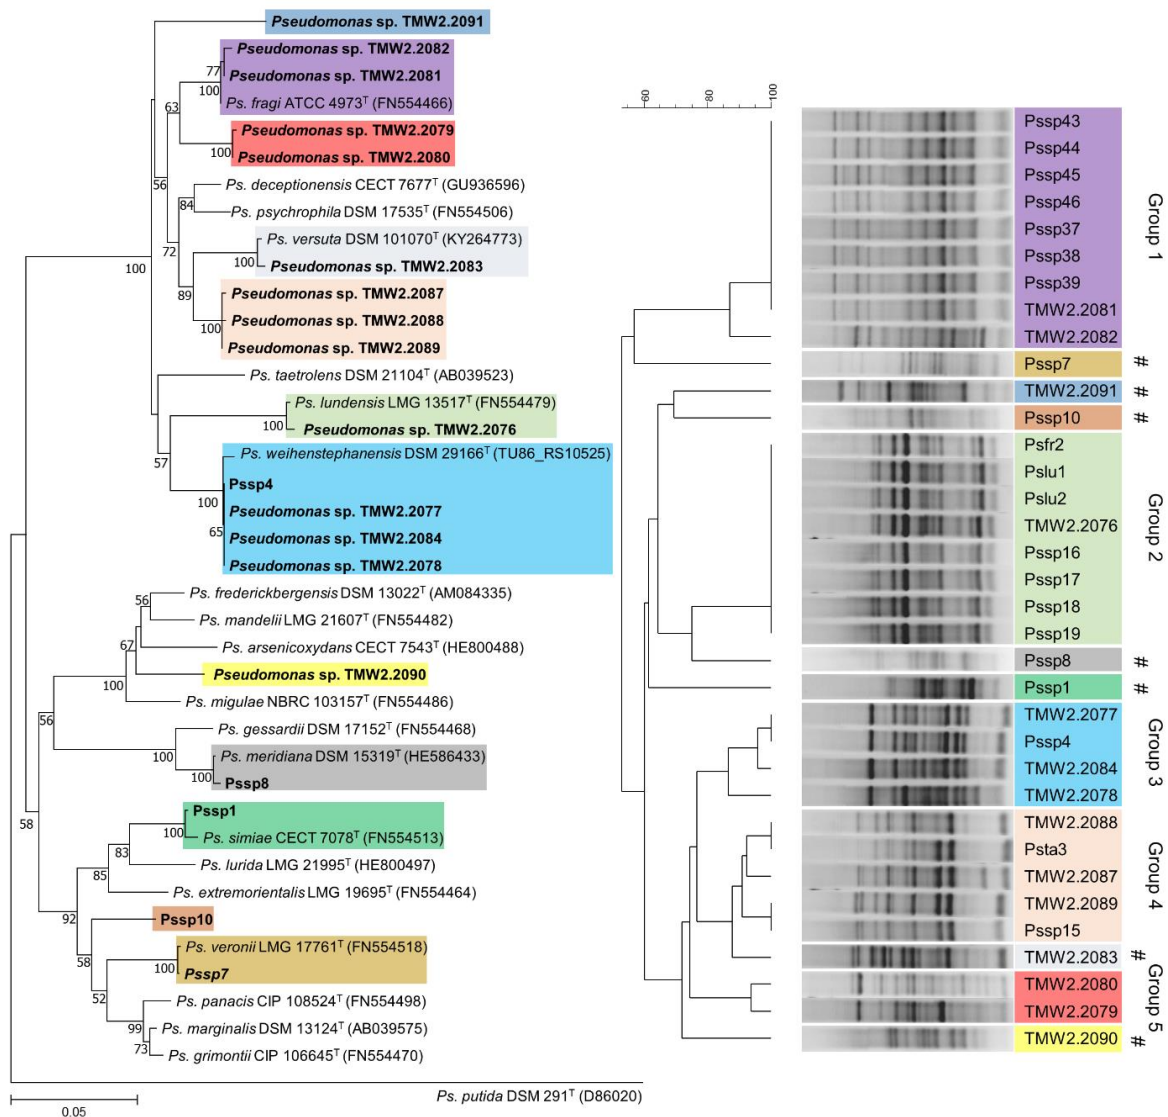 Pseudomonas sp. TMW2.2091
Pseudomonas sp. TMW2.2082
77
Pseudomonas sp. TMW2.2081
100
Ps. fragi ATCC 4973T (FN554466)
63
Pseudomonas sp. TMW2.2079
100
Pseudomonas sp. TMW2.2080
56
Ps. deceptionensis CECT 7677T (GU936596)
84
Ps. psychrophila DSM 17535T (FN554506)
72
Ps. versuta DSM 101070T (KY264773)
100
Pseudomonas sp. TMW2.2083
100
89
Pseudomonas sp. TMW2.2087
Pseudomonas sp. TMW2.2088
100
Pseudomonas sp. TMW2.2089
Ps. taetrolens DSM 21104T (AB039523)
Ps. lundensis LMG 13517T (FN554479)
100
Pseudomonas sp. TMW2.2076
57
Ps. weihenstephanensis DSM 29166T (TU86_RS10525)
Pssp4
100
Pseudomonas sp. TMW2.2077
65
Pseudomonas sp. TMW2.2084
Pseudomonas sp. TMW2.2078
Ps. frederickbergensis DSM 13022T (AM084335)
56
Ps. mandelii LMG 21607T (FN554482)
67
Ps. arsenicoxydans CECT 7543T (HE800488)
Pseudomonas sp. TMW2.2090
100
Ps. migulae NBRC 103157T (FN554486)
56
Ps. gessardii DSM 17152T (FN554468)
100
Ps. meridiana DSM 15319T (HE586433)
100
Pssp8
58
Pssp1
100
Ps. simiae CECT 7078T (FN554513)
83
Ps. lurida LMG 21995T (HE800497)
85
Ps. extremorientalis LMG 19695T (FN554464)
92
Pssp10
58
Ps. veronii LMG 17761T (FN554518)
100
Pssp7
52
Ps. panacis CIP 108524T (FN554498)
99
Ps. marginalis DSM 13124T (AB039575)
73
Ps. grimontii CIP 106645T (FN554470)
Ps. putida DSM 291T (D86020)
0.05
60
80
100
Pssp43
Pssp44
Pssp45
Pssp46
Pssp37
Pssp38
Pssp39
TMW2.2081
TMW2.2082
Group 1
Pssp7 #
TMW2.2091 #
Pssp10 #
Psfr2
Pslu1
Pslu2
TMW2.2076
Pssp16
Pssp17
Pssp18
Pssp19
Group 2
Pssp8 #
Pssp1 #
TMW2.2077
Pssp4
TMW2.2084
TMW2.2078
Group 3
TMW2.2088
Psta3
TMW2.2087
TMW2.2089
Pssp15
Group 4
TMW2.2083 #
TMW2.2080
TMW2.2079
Group 5
TMW2.2090 #